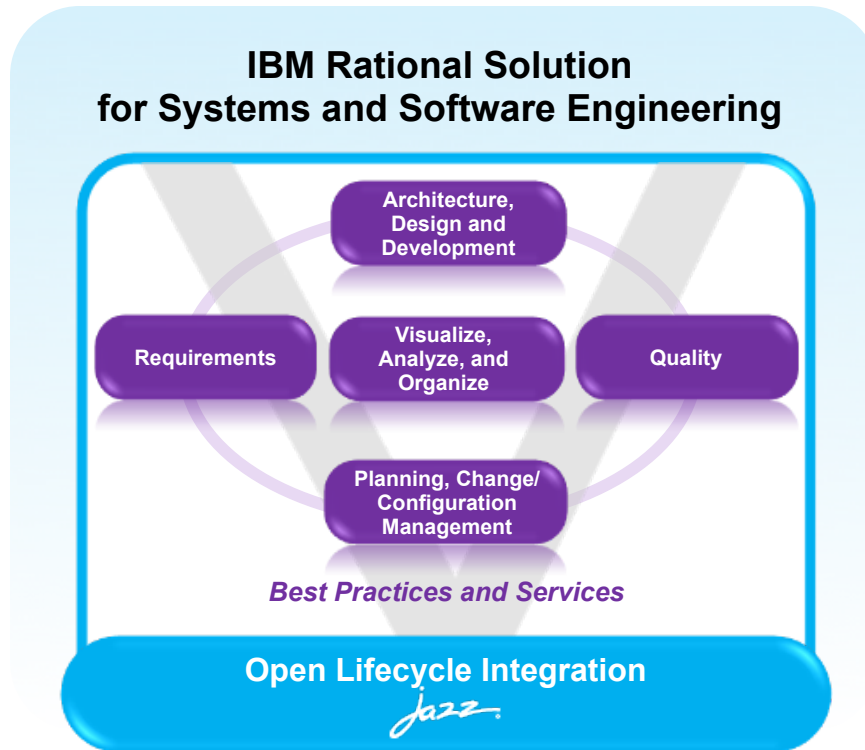 IBM Rational Solution
for Systems and Software Engineering
Architecture,
Design and
Development
Requirements
Visualize,
Analyze, and
Organize
Quality
Planning, Change/
Configuration
Management
Best Practices and Services
Open Lifecycle Integration
jazz®